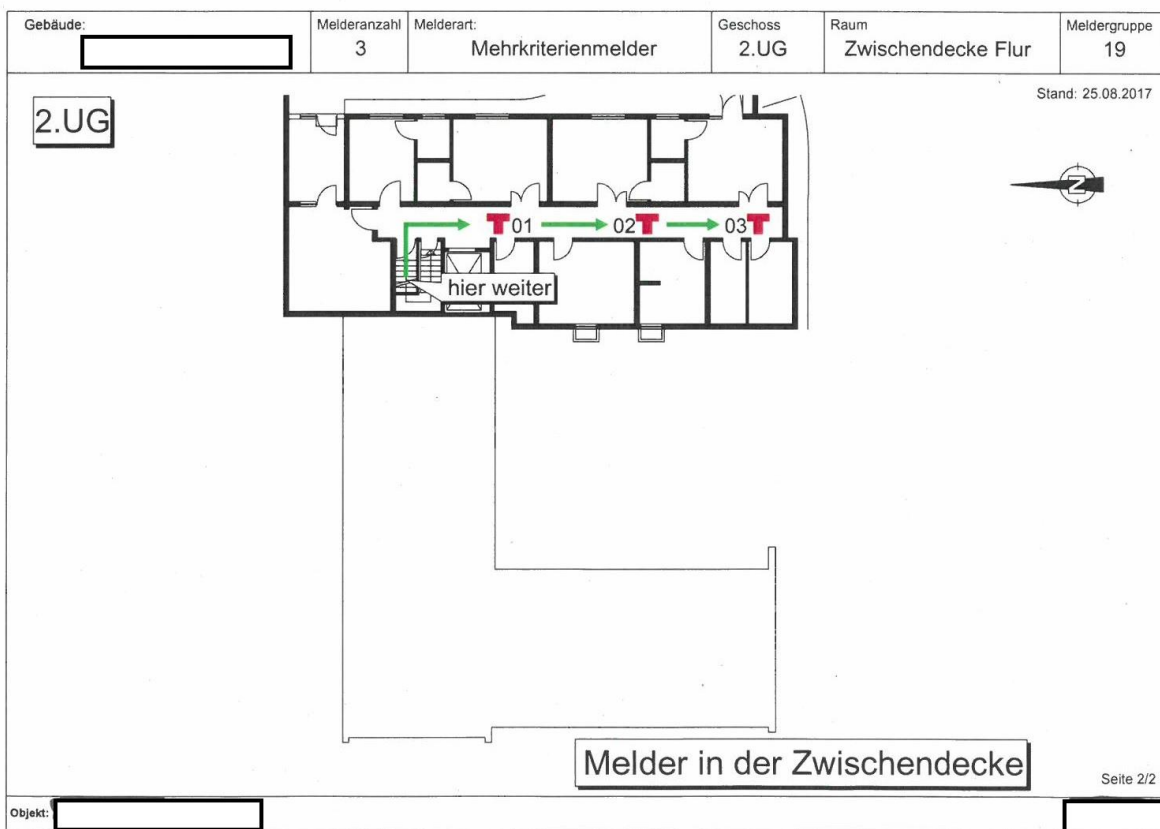 Gebäude:
Melderanzahl
3
Melderart:
Mehrkriterienmelder
Geschoss
2.UG
Raum
Zwischendecke Flur
Meldergruppe
19
Stand: 25.08.2017
2.UG
N
01
02
03
hier weiter
Melder in der Zwischendecke
Seite 2/2
Objekt: